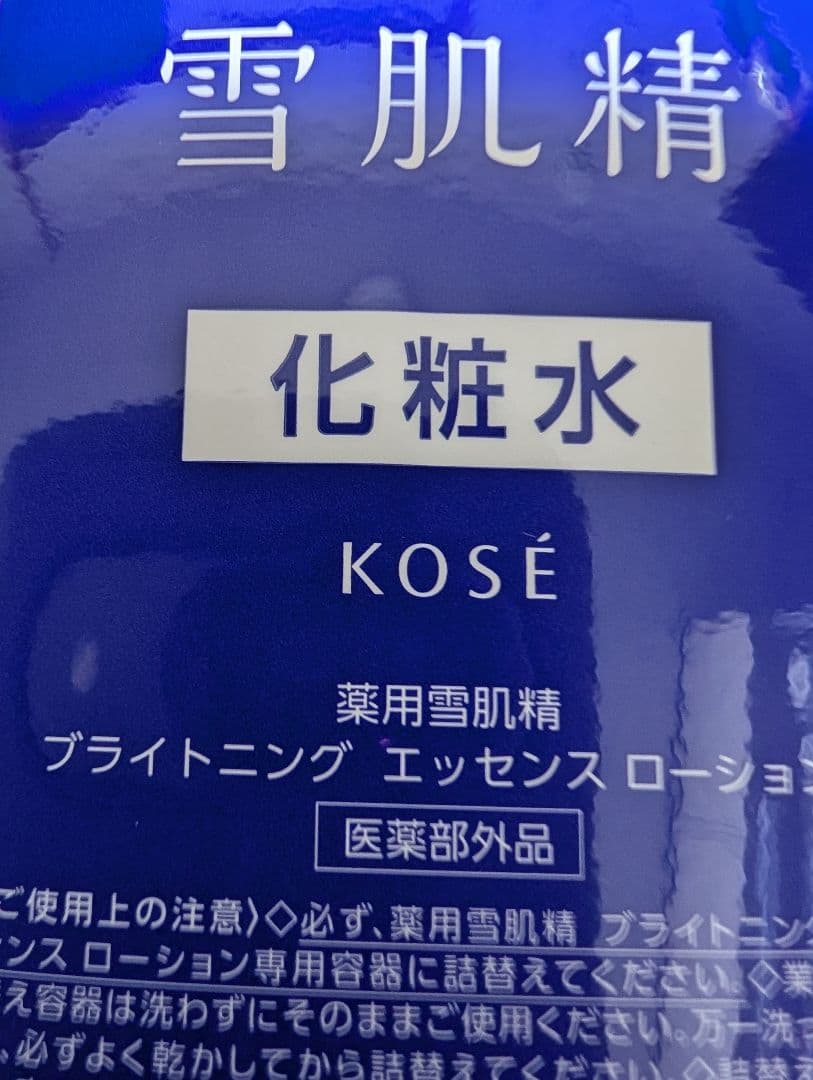 雪肌精
化粧水
KOSÉ
薬用雪肌精
ブライトニング エッセンス ローション
医薬部外品
ご使用上の注意〉◇必ず、薬用雪肌精 ブライトニング
ンス ローション専用容器に詰替えてください。◇
え容器は洗わずにそのままご使用ください。万一洗っ
、必ずよく乾かしてから詰替えてください。◇詰替え